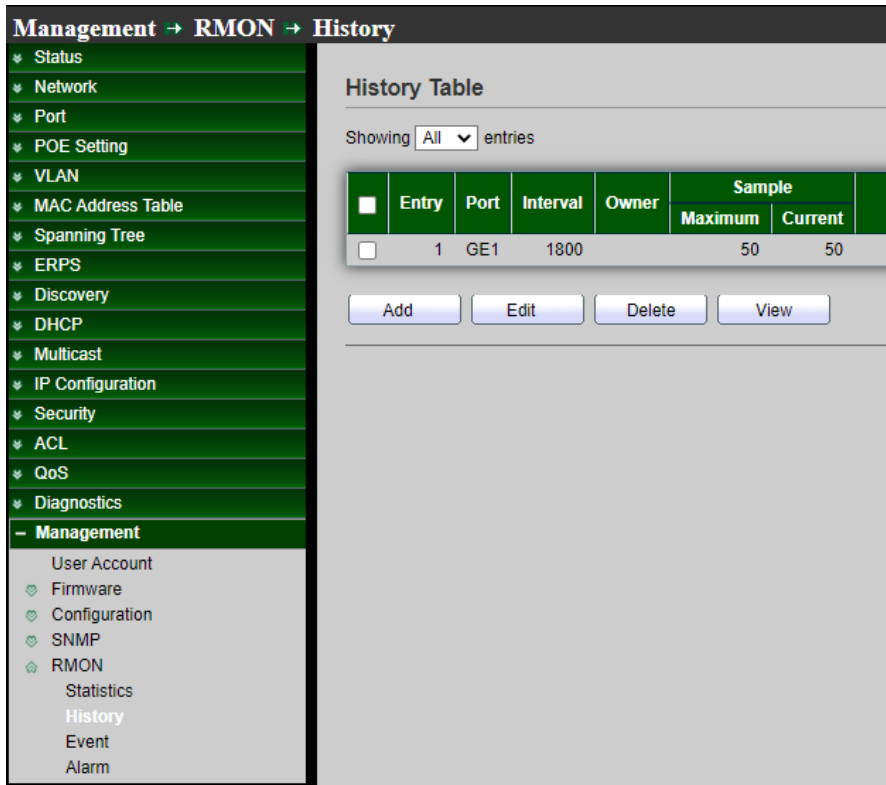 Management → RMON → History
Status
Network
Port
POE Setting
VLAN
MAC Address Table
Spanning Tree
ERPS
Discovery
DHCP
Multicast
IP Configuration
Security
ACL
QoS
Diagnostics
Management
User Account
Firmware
Configuration
SNMP
RMON
Statistics
History
Event
Alarm
History Table
Showing All entries
Entry Port Interval Owner Sample
Maximum Current
1 GE1 1800 50 50
Add Edit Delete View